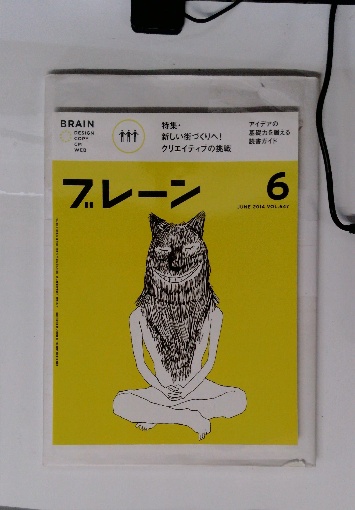 BRAIN
DESIGN
COPY
CM
WEB
特集・
新しい街づくりへ!
クリエイティブの挑戦
アイデアの
基礎力を鍛える
読書ガイド
ブレーン
6
JUNE 2014 VOL.647